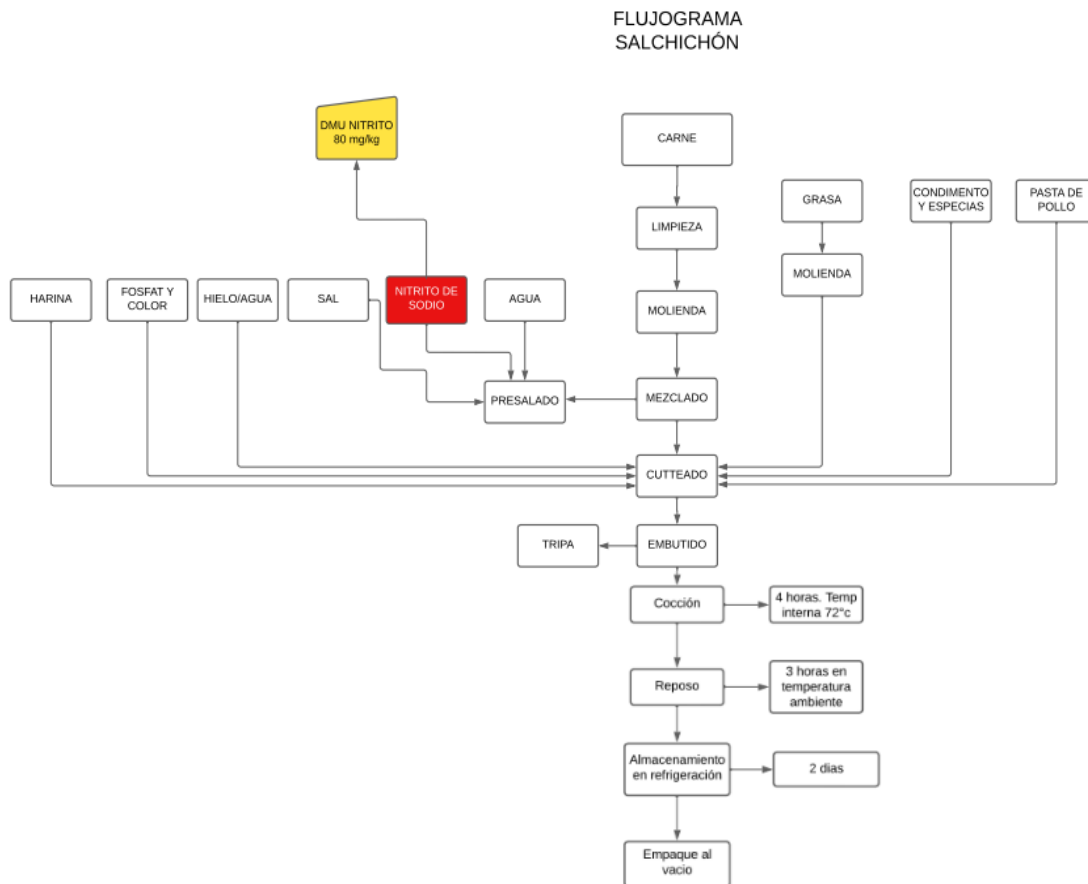 FLUJOGRAMA
SALCHICHÓN
DMU NITRITO
80 mg/kg
CARNE
GRASA
CONDIMENTO
Y ESPECIAS
PASTA DE
POLLO
LIMPIEZA
MOLIENDA
HARINA
FOSFAT Y
COLOR
HIELO/AGUA
SAL
NITRITO DE
SODIO
AGUA
MOLIENDA
PRESALADO
MEZCLADO
CUTTEADO
TRIPA
EMBUTIDO
Cocción
4 horas. Temp
interna 72°c
Reposo
3 horas en
temperatura
ambiente
Almacenamiento
en refrigeración
2 dias
Empaque al
vacio